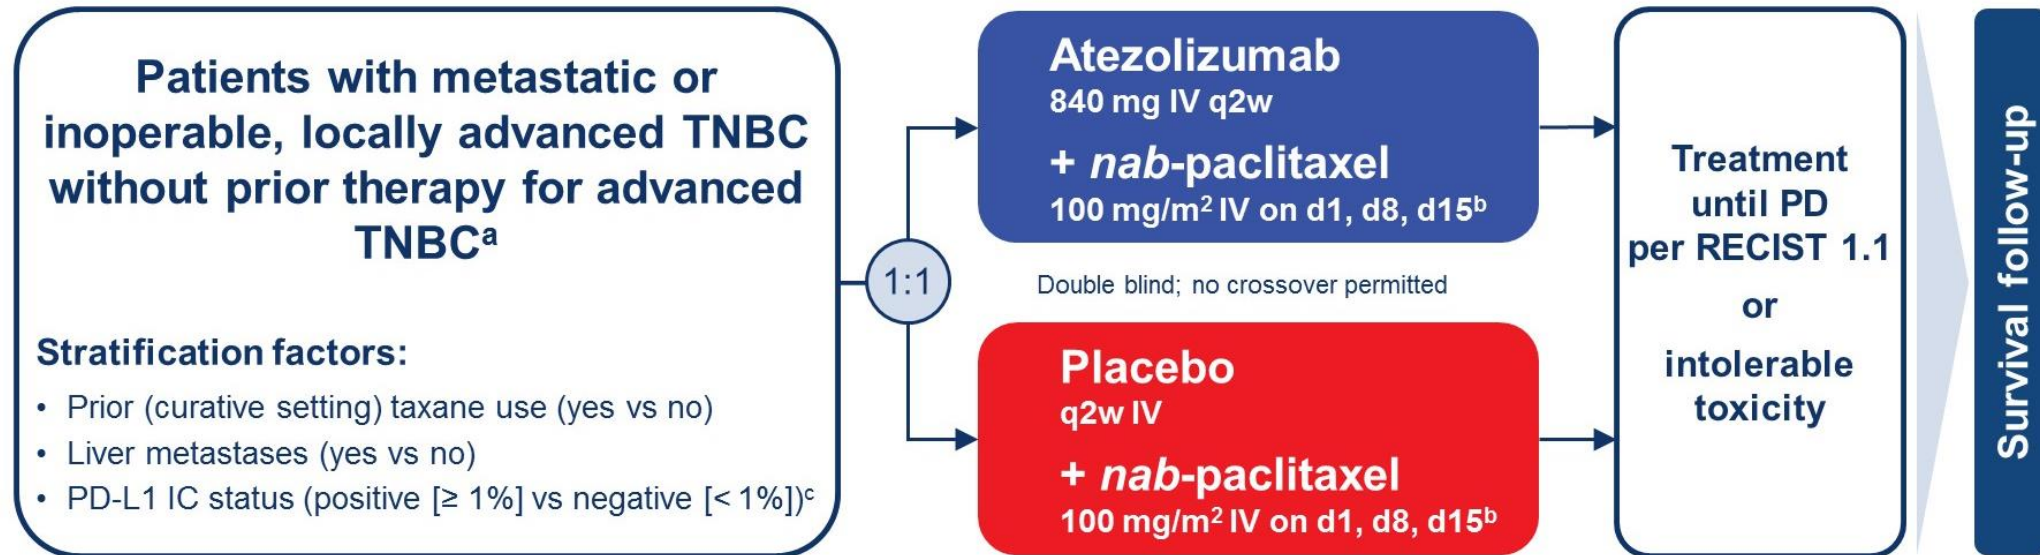 Patients with metastatic or
inoperable, locally advanced TNBC
without prior therapy for advanced
TNBCᵃ
Stratification factors:
• Prior (curative setting) taxane use (yes vs no)
• Liver metastases (yes vs no)
• PD-L1 IC status (positive [≥ 1%] vs negative [< 1%])ᶜ
1:1
Atezolizumab
840 mg IV q2w
+ nab-paclitaxel
100 mg/m² IV on d1, d8, d15ᵇ
Double blind; no crossover permitted
Placebo
q2w IV
+ nab-paclitaxel
100 mg/m² IV on d1, d8, d15ᵇ
Treatment
until PD
per RECIST 1.1
or
intolerable
toxicity
Survival follow-up